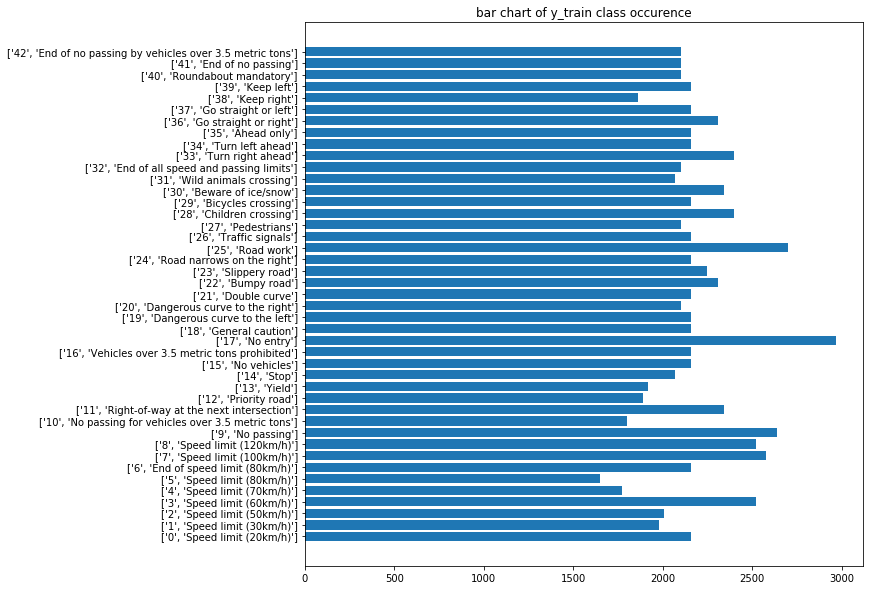 bar chart of y_train class occurence
['42', 'End of no passing by vehicles over 3.5 metric tons']
['41', 'End of no passing']
['40', 'Roundabout mandatory']
['39', 'Keep left']
['38', 'Keep right']
['37', 'Go straight or left']
['36', 'Go straight or right']
['35', 'Ahead only']
['34', 'Turn left ahead']
['33', 'Turn right ahead']
['32', 'End of all speed and passing limits']
['31', 'Wild animals crossing']
['30', 'Beware of ice/snow']
['29', 'Bicycles crossing']
['28', 'Children crossing']
['27', 'Pedestrians']
['26', 'Traffic signals']
['25', 'Road work']
['24', 'Road narrows on the right']
['23', 'Slippery road']
['22', 'Bumpy road']
['21', 'Double curve']
['20', 'Dangerous curve to the right']
['19', 'Dangerous curve to the left']
['18', 'General caution']
['17', 'No entry']
['16', 'Vehicles over 3.5 metric tons prohibited']
['15', 'No vehicles']
['14', 'Stop']
['13', 'Yield']
['12', 'Priority road']
['11', 'Right-of-way at the next intersection']
['10', 'No passing for vehicles over 3.5 metric tons']
['9', 'No passing']
['8', 'Speed limit (120km/h)']
['7', 'Speed limit (100km/h)']
['6', 'End of speed limit (80km/h)']
['5', 'Speed limit (80km/h)']
['4', 'Speed limit (70km/h)']
['3', 'Speed limit (60km/h)']
['2', 'Speed limit (50km/h)']
['1', 'Speed limit (30km/h)']
['0', 'Speed limit (20km/h)']
0 500 1000 1500 2000 2500 3000